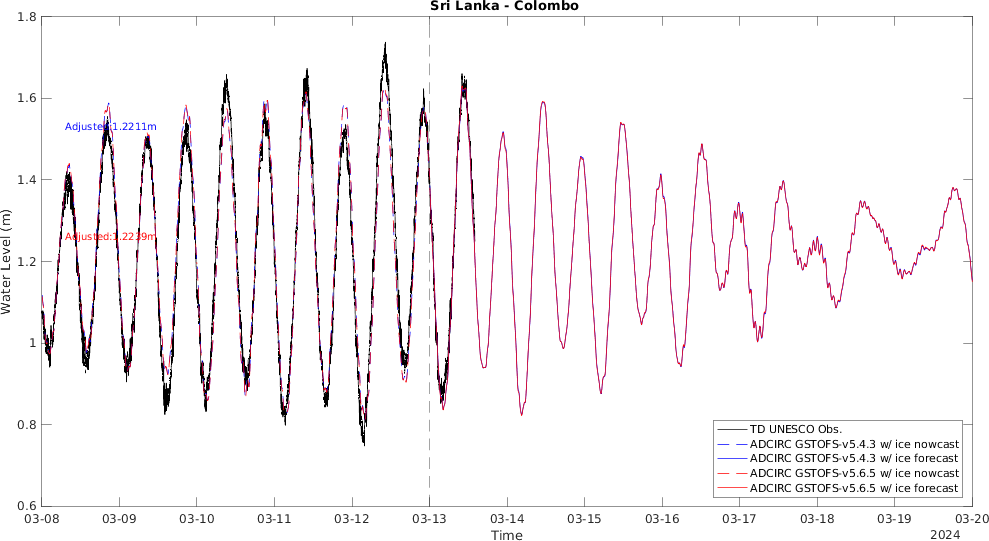 Sri Lanka - Colombo
1.8
1.6
1.4
1.2
1
0.8
0.6
Water Level (m)
Adjusted:1.2211m
Adjusted:1.2239m
TD UNESCO Obs.
ADCIRC GSTOFS-v5.4.3 w/ ice nowcast
ADCIRC GSTOFS-v5.4.3 w/ ice forecast
ADCIRC GSTOFS-v5.6.5 w/ ice nowcast
ADCIRC GSTOFS-v5.6.5 w/ ice forecast
03-08 03-09 03-10 03-11 03-12 03-13 03-14 03-15 03-16 03-17 03-18 03-19 03-20
Time
2024